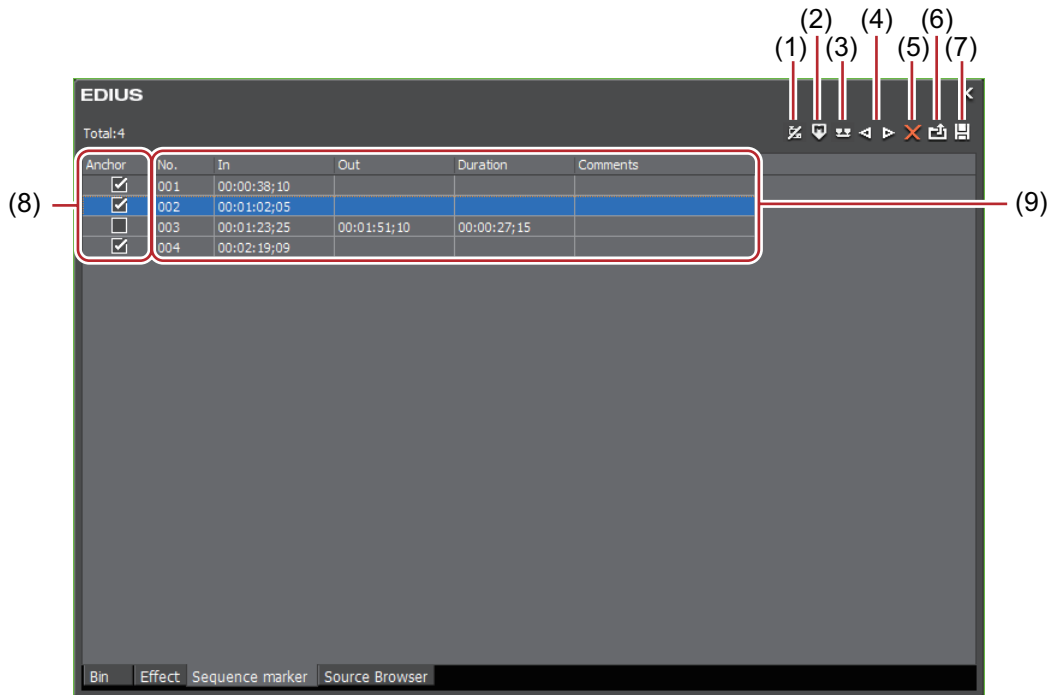 (2) (4) (6)
(1) (3) (5) (7)
EDIUS
Total:4
Anchor No. In Out Duration Comments
001 00:00:38;10
(8) 002 00:01:02;05 (9)
003 00:01:23;25 00:01:51;10 00:00:27;15
004 00:02:19;09
Bin Effect Sequence marker Source Browser